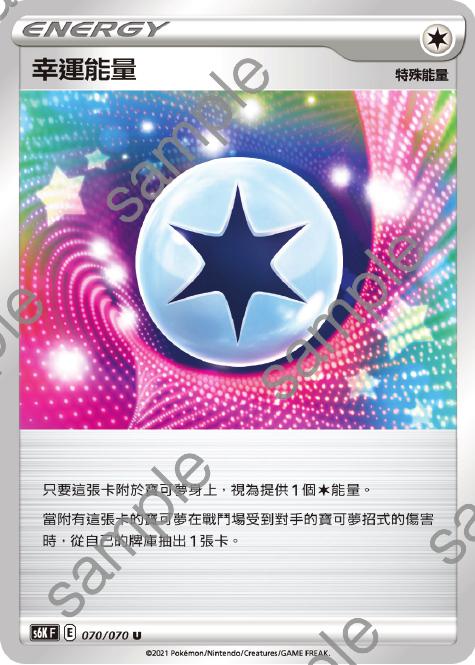 ENERGY
幸運能量
特殊能量
只要這張卡附於寶可夢身上，視為提供1個能量。
當附有這張卡的寶可夢在戰鬥場受到對手的寶可夢招式的傷害
時，從自己的牌庫抽出1張卡。
s6K F E 070/070 U
©2021 Pokémon/Nintendo/Creatures/GAME FREAK.
sample
sample
sample
sample
sample
sample